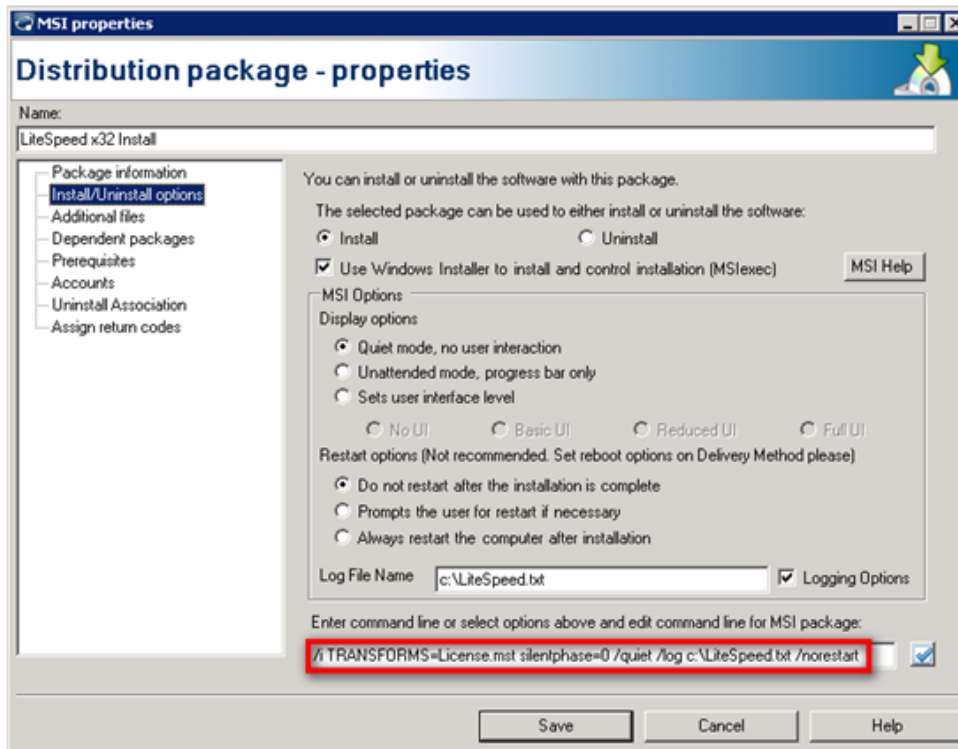 MSI properties
Distribution package - properties
Name:
LiteSpeed x32 Install
Package information
Install/Uninstall options
Additional files
Dependent packages
Prerequisites
Accounts
Uninstall Association
Assign return codes
You can install or uninstall the software with this package.
The selected package can be used to either install or uninstall the software:
Install Uninstall
Use Windows Installer to install and control installation (MSIexec) MSI Help
MSI Options
Display options
Quiet mode, no user interaction
Unattended mode, progress bar only
Sets user interface level
No UI Basic UI Reduced UI Full UI
Restart options (Not recommended. Set reboot options on Delivery Method please)
Do not restart after the installation is complete
Prompts the user for restart if necessary
Always restart the computer after installation
Log File Name c:\LiteSpeed.txt Logging Options
Enter command line or select options above and edit command line for MSI package:
/i TRANSFORMS=License.mst silentphase=0 /quiet /log c:\LiteSpeed.txt /norestart
Save Cancel Help